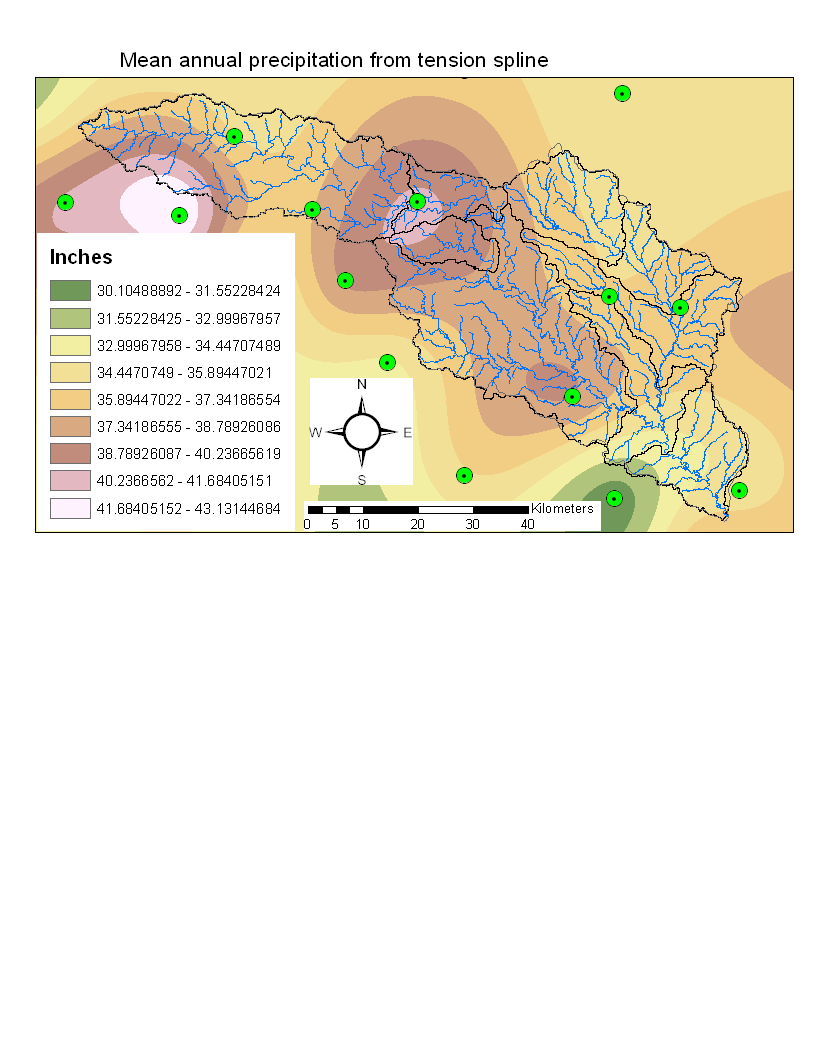 Mean annual precipitation from tension spline
Inches
30.10488892 - 31.55228424
31.55228425 - 32.99967957
32.99967958 - 34.44707489
34.4470749 - 35.89447021
35.89447022 - 37.34186554
37.34186555 - 38.78926086
38.78926087 - 40.23665619
40.2366562 - 41.68405151
41.68405152 - 43.13144684
N
W E
S
Kilometers
0 5 10 20 30 40